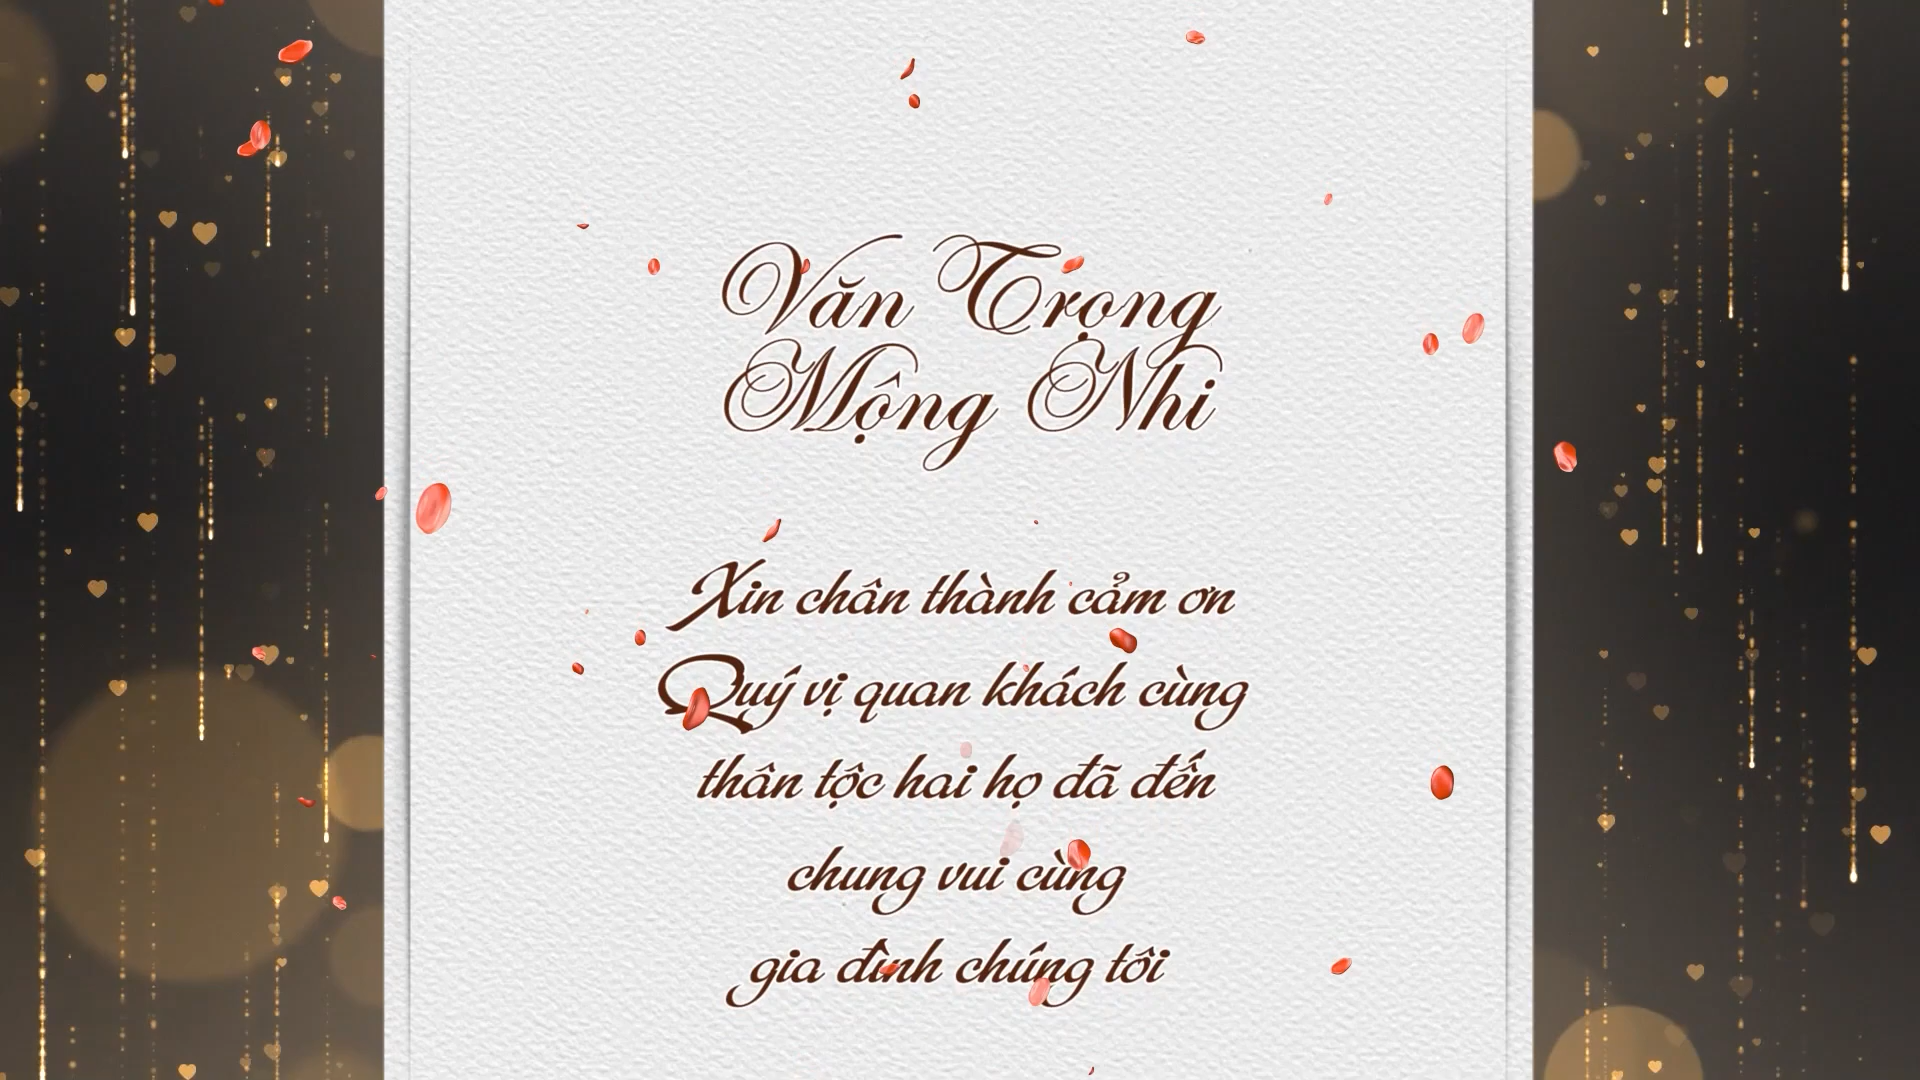 Văn Trọng
Mộng Nhi
Xin chân thành cảm ơn
Quý vị quan khách cùng
thân tộc hai họ đã đến
chung vui cùng
gia đình chúng tôi